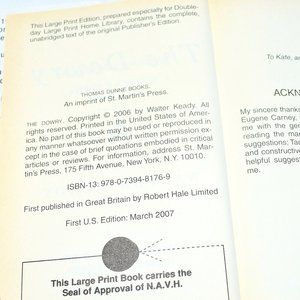 This Large Print Edition, prepared especially for Double-
day Large Print Home Library, contains the complete,
unabridged text of the original Publisher's Edition.
THOMAS DUNNE BOOKS.
An imprint of St. Martin's Press.
THE DOWRY. Copyright © 2006 by Walter Keady. All
rights reserved. Printed in the United States of Amer-
ica. No part of this book may be used or reproduced in
any manner whatsoever without written permission ex-
cept in the case of brief quotations embodied in critical
articles or reviews. For information, address St. Mar-
tin's Press, 175 Fifth Avenue, New York, N.Y. 10010.
ISBN-13: 978-0-7394-8176-9
First published in Great Britain by Robert Hale Limited
First U.S. Edition: March 2007
This Large Print Book carries the
Seal of Approval of N.A.V.H.
To Kate, an
ACKN
My sincere thanks
Eugene Carney,
me with the ger
reading the ma
suggestions; Tac
and constructive
helpful suggest
me.